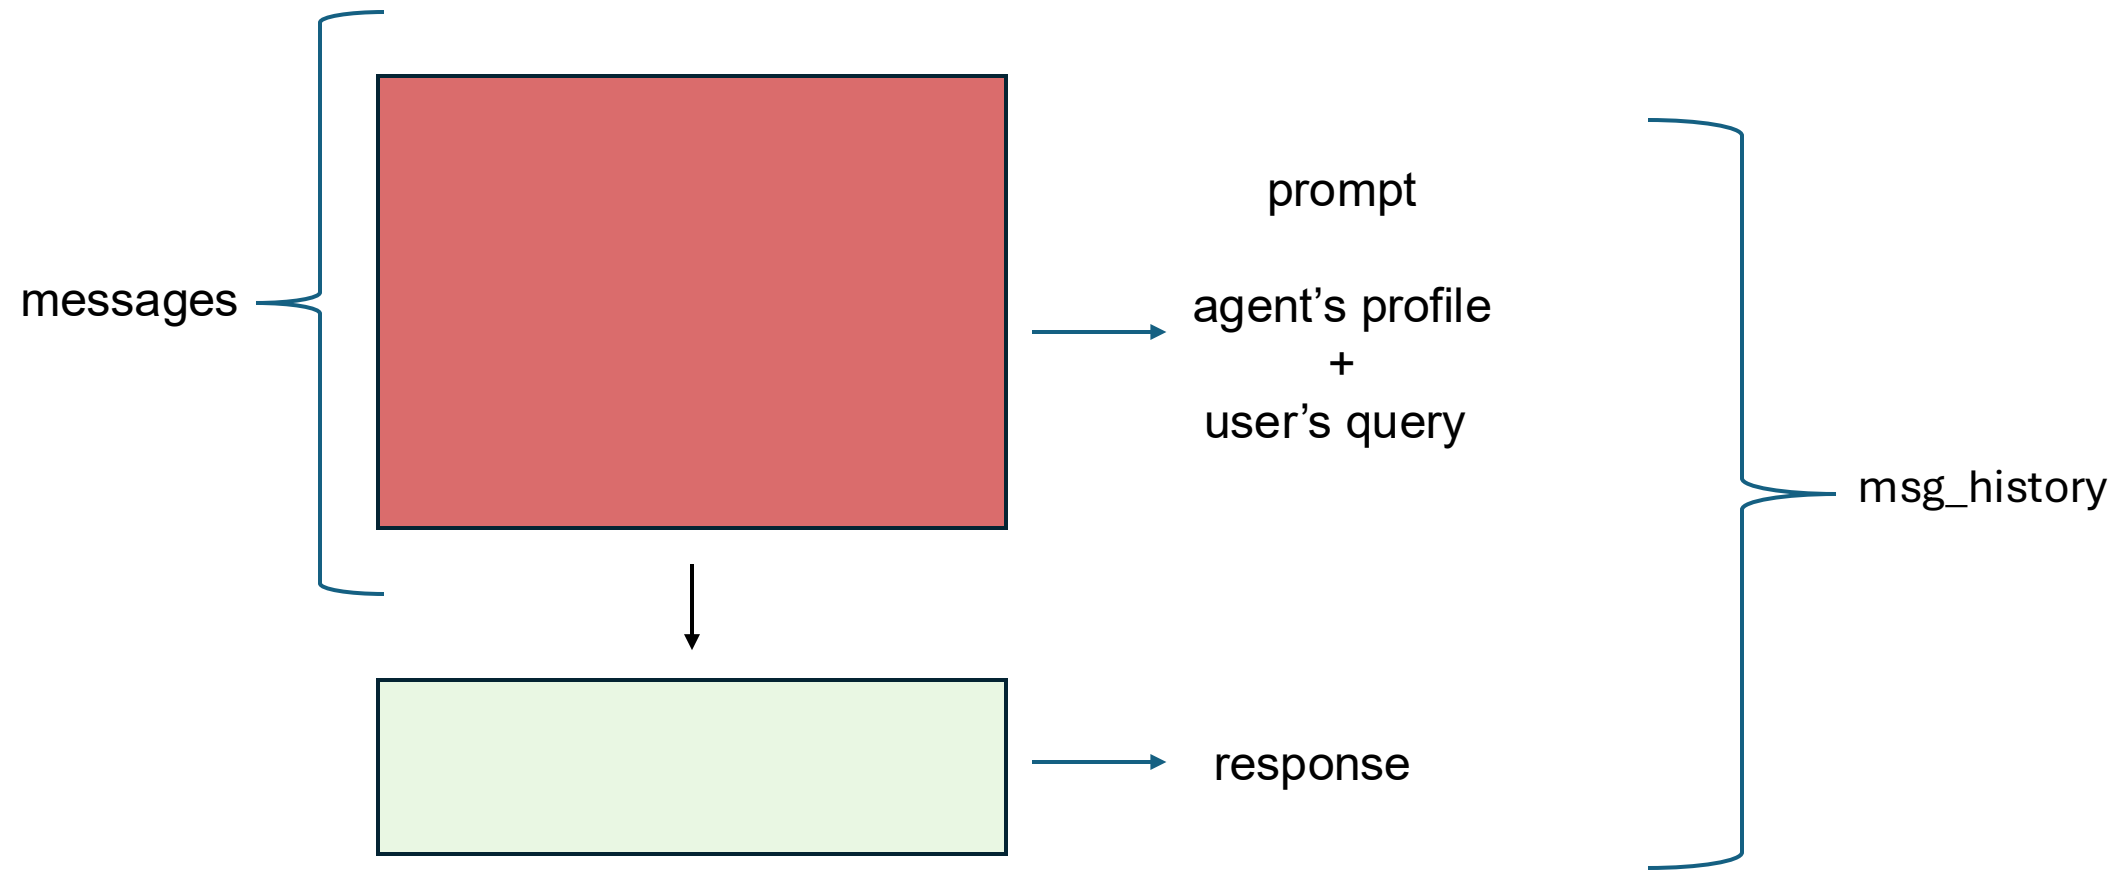 messages
prompt
agent’s profile
+
user’s query
msg_history
response